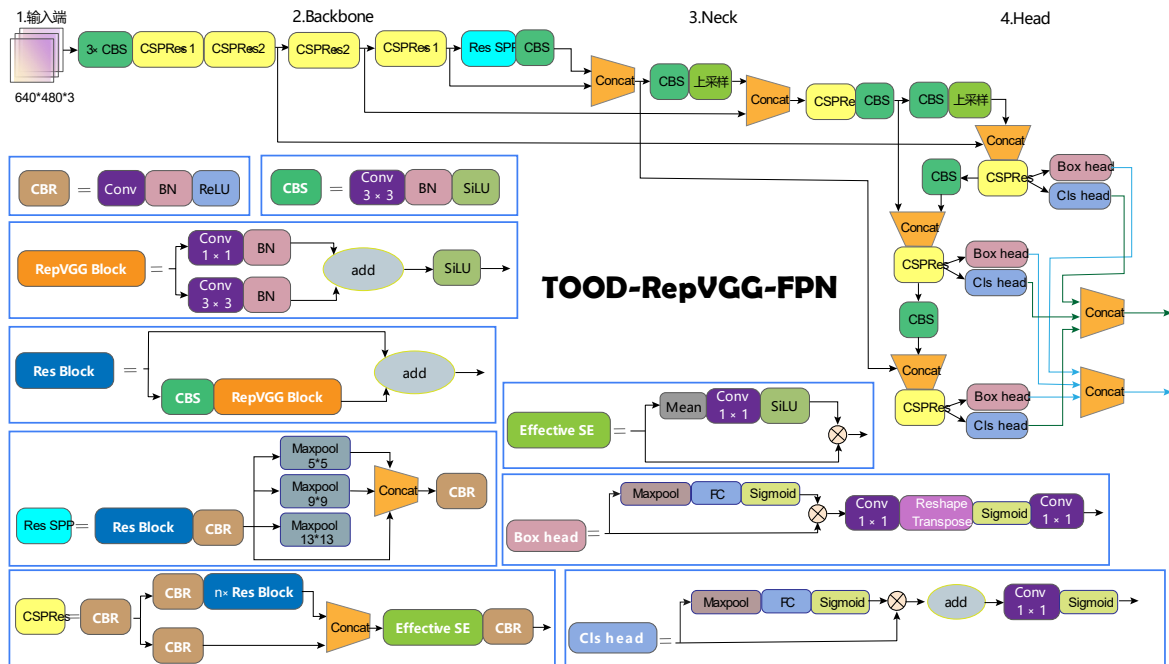 1.输入端
2.Backbone
3.Neck
4.Head
3× CBS
CSPRes 1
CSPRes2
CSPRes2
CSPRes 1
Res SPP
CBS
Concat
CBS
上采样
Concat
CSPRes
CBS
CBS
上采样
Concat
640*480*3
CBS
CSPRes
Box head
Cls head
Concat
CSPRes
Box head
Cls head
Concat
CBS
Concat
CSPRes
Box head
Cls head
Concat
CBR
=
Conv
BN
ReLU
CBS
=
Conv
3 × 3
BN
SiLU
RepVGG Block
=
Conv
1 × 1
BN
Conv
3 × 3
BN
add
SiLU
TOOD-RepVGG-FPN
Res Block
=
CBS
RepVGG Block
add
Effective SE
=
Mean
Conv
1 × 1
SiLU
Res SPP
=
Res Block
CBR
Maxpool
5*5
Maxpool
9*9
Maxpool
13*13
Concat
CBR
Box head
=
Maxpool
FC
Sigmoid
Conv
1 × 1
Reshape
Transpose
Sigmoid
Conv
1 × 1
CSPRes
=
CBR
CBR
n× Res Block
CBR
Concat
Effective SE
CBR
Cls head
=
Maxpool
FC
Sigmoid
add
Conv
1 × 1
Sigmoid